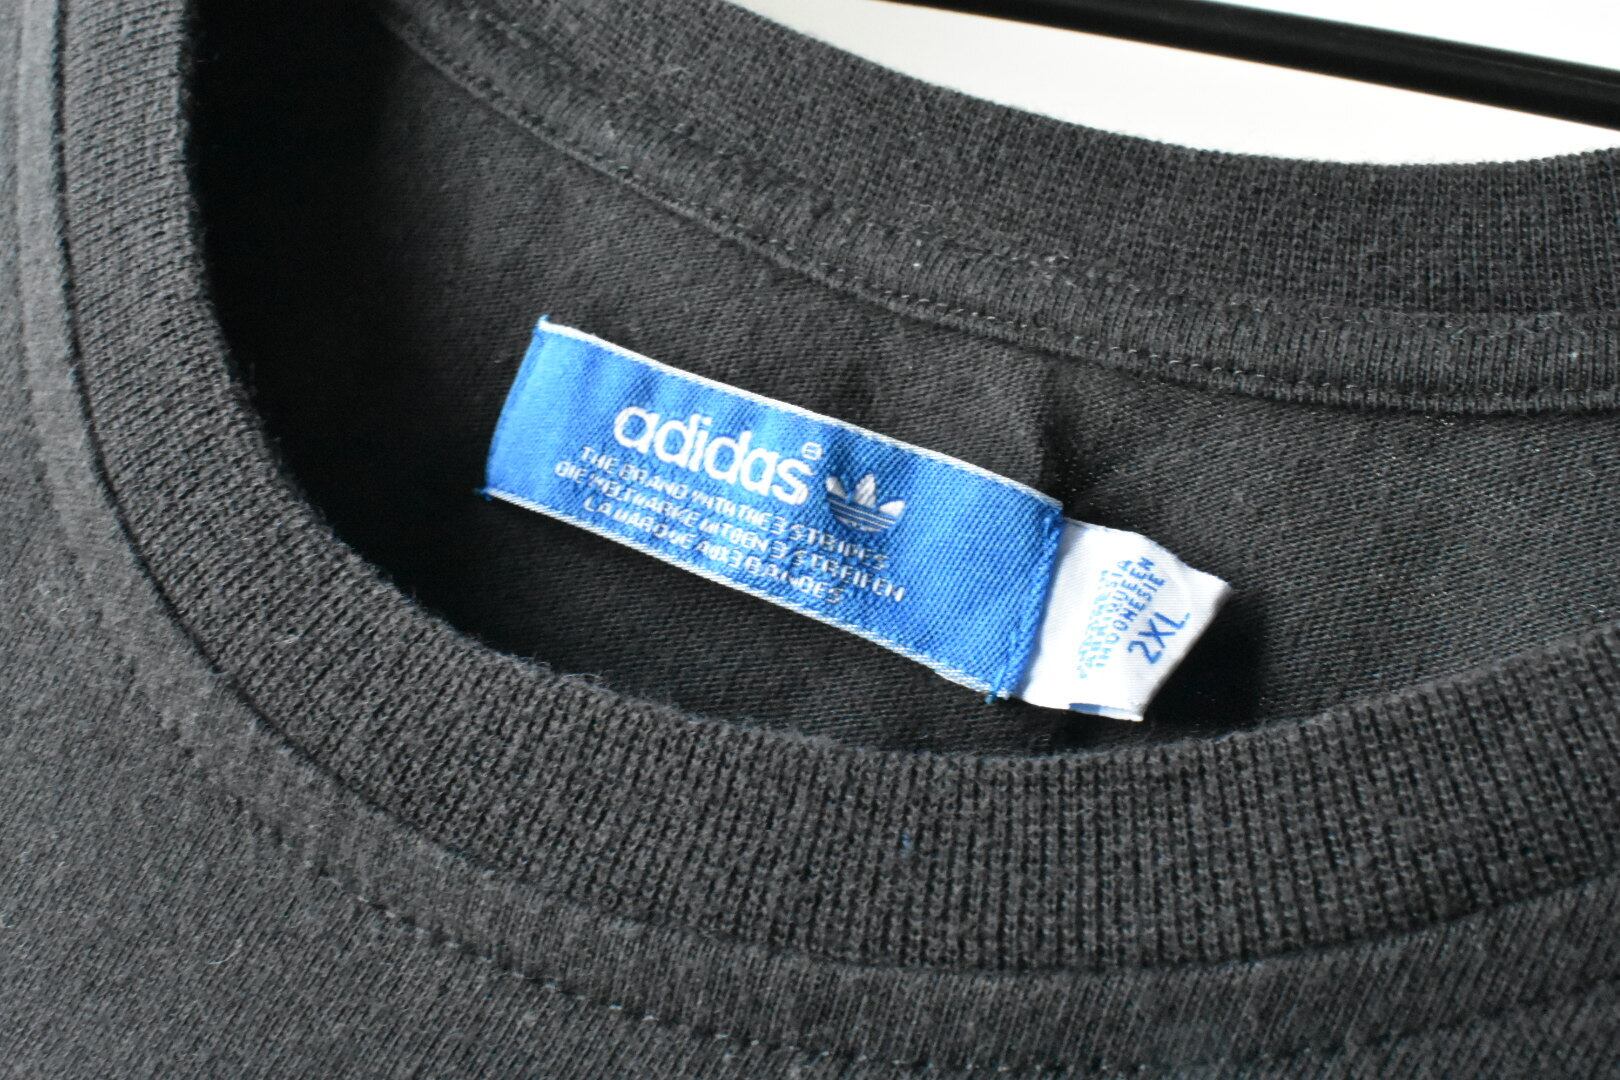 adidas®
THE BRAND WITH THE 3 STRIPES
DIE WELTMARKE MIT DEN 3 STREIFEN
LA MARQUE AUX 3 BANDES
INDONESIE
2XL